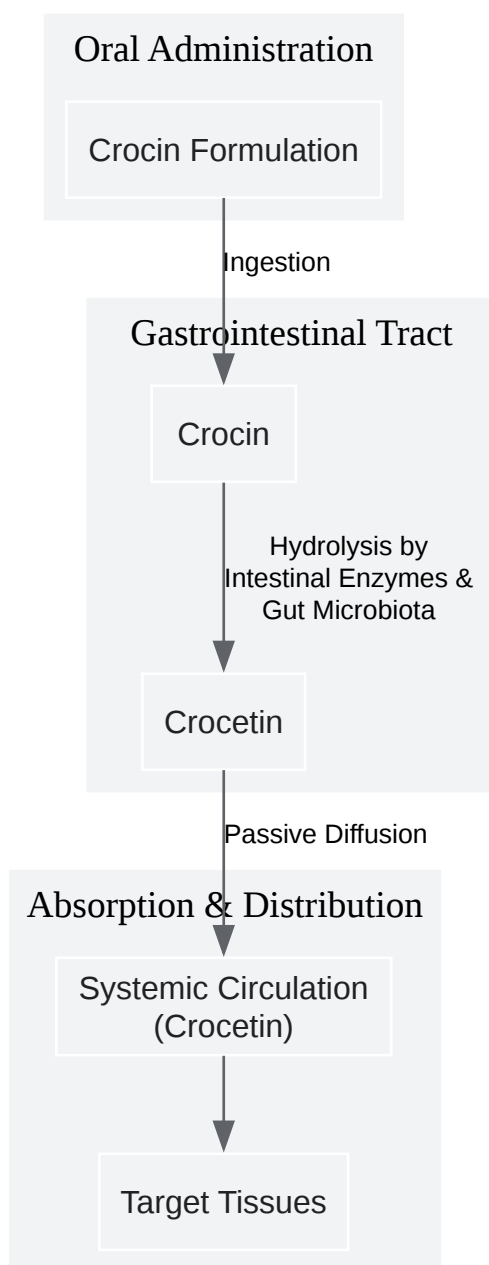 Oral Administration
Crocin Formulation
Ingestion
Gastrointestinal Tract
Crocin
Hydrolysis by
Intestinal Enzymes &
Gut Microbiota
Crocetin
Passive Diffusion
Absorption & Distribution
Systemic Circulation
(Crocetin)
Target Tissues